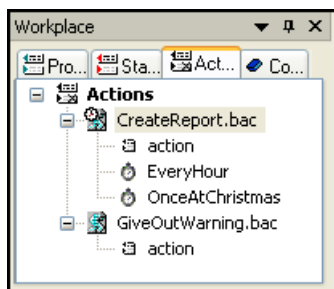 Workplace
Pro... Sta... Act... Co...
Actions
CreateReport.bac
action
EveryHour
OnceAtChristmas
GiveOutWarning.bac
action